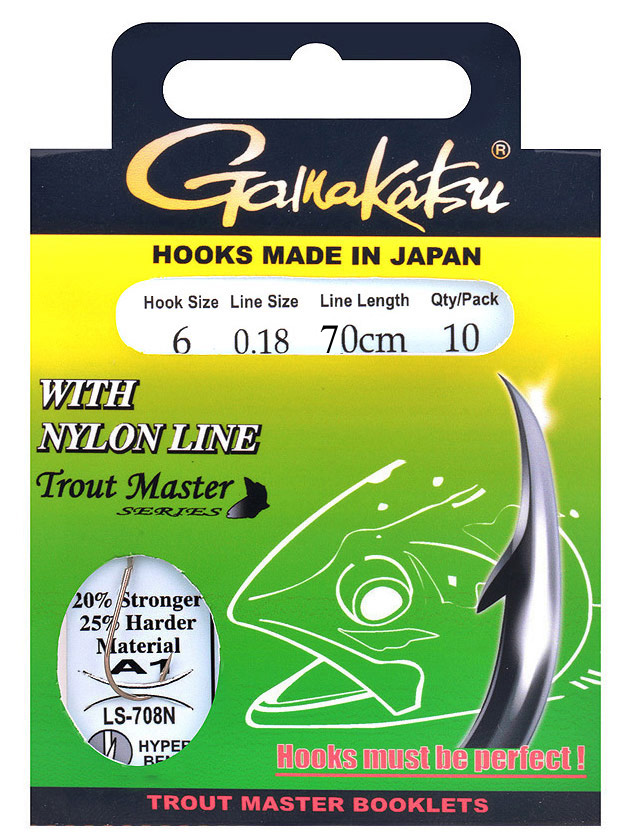 Gamakatsu ®
HOOKS MADE IN JAPAN
Hook Size Line Size Line Length Qty/Pack
6 0.18 70cm 10
WITH
NYLON LINE
Trout Master
SERIES
20% Stronger
25% Harder
Material
A1
LS-708N
HYPER
Hooks must be perfect !
TROUT MASTER BOOKLETS